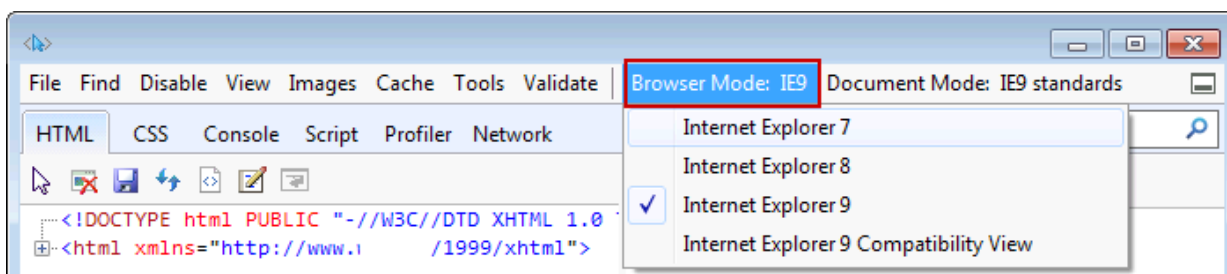 File Find Disable View Images Cache Tools Validate Browser Mode: IE9 Document Mode: IE9 standards
HTML CSS Console Script Profiler Network
Internet Explorer 7
Internet Explorer 8
Internet Explorer 9
Internet Explorer 9 Compatibility View
<!DOCTYPE html PUBLIC "-//W3C//DTD XHTML 1.0
<html xmlns="http://www. /1999/xhtml">